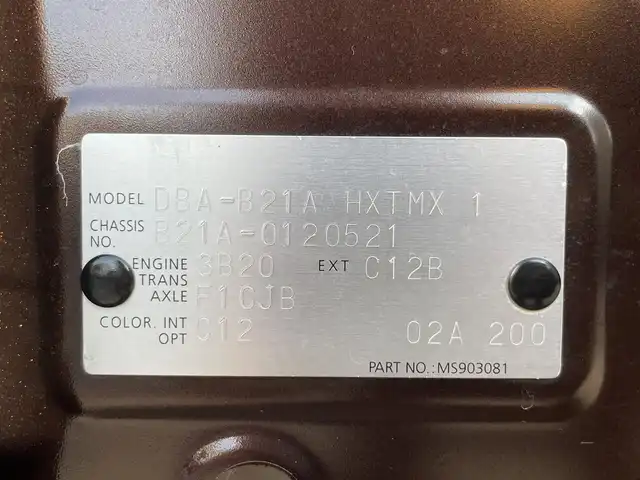 MODEL DBA-B21A HXTMX 1
CHASSIS NO. B21A-0120521
ENGINE 3B20 EXT C12B
TRANS AXLE F1CJB
COLOR. INT OPT C12 02A 200
PART NO.:MS903081